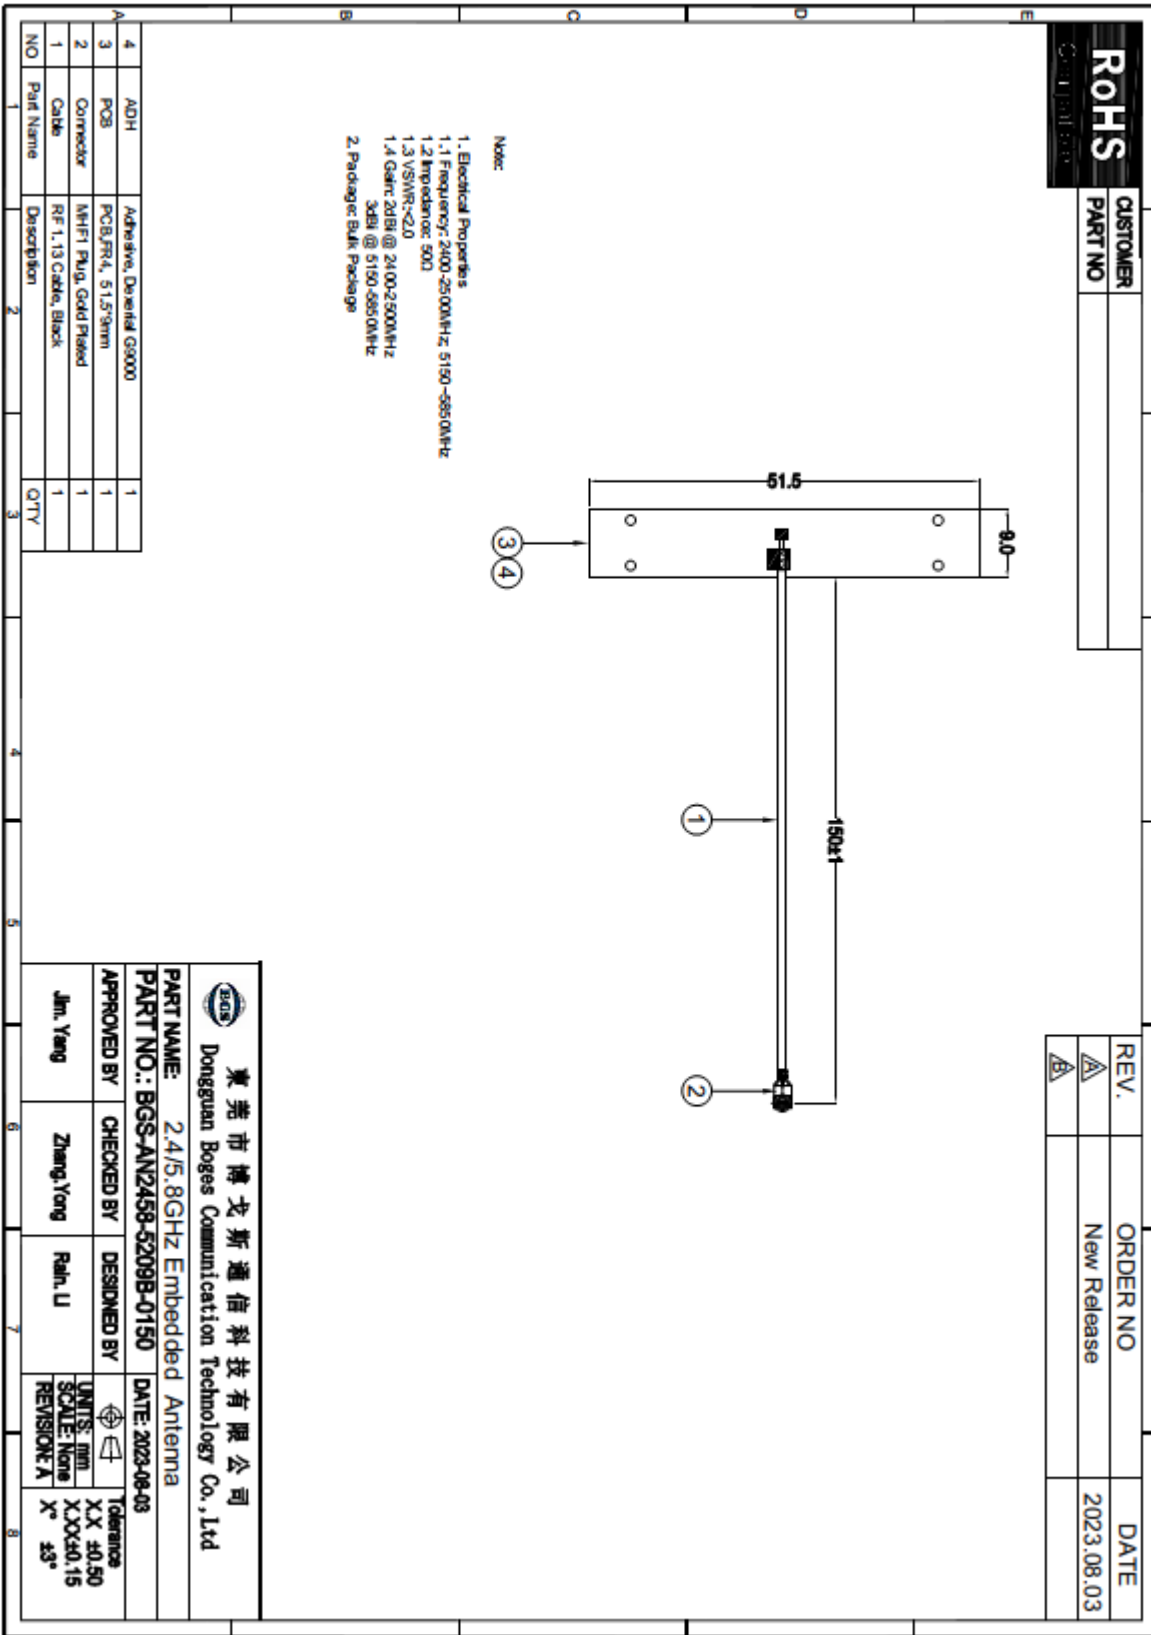 RoHS
CUSTOMER
PART NO
REV. ORDER NO DATE
A New Release 2023.08.03
B
E
D
C
B
A
51.5
9.0
150±1
3 4
1
2
Note:
1. Electrical Properties
1.1 Frequency: 2400-2500MHz; 5150~5850MHz
1.2 Impedance: 50Ω
1.3 VSWR:<2.0
1.4 Gain: 2dBi @ 2400-2500MHz
3dBi @ 5150-5850MHz
2. Package: Bulk Package
4 ADH Adhesive, Dexerial G9000 1
3 PCB PCB,FR4, 51.5*9mm 1
2 Connector MHF1 Plug, Gold Plated 1
1 Cable RF1.13 Cable, Black 1
NO Part Name Description Q'TY
BGS
東莞市博戈斯通信科技有限公司
Dongguan Boges Communication Technology Co.,Ltd
PART NAME: 2.4/5.8GHz Embedded Antenna
PART NO.: BGS-AN2458-5209B-0150 DATE: 2023-08-03
APPROVED BY CHECKED BY DESIDNED BY
Jim. Yang Zhang.Yong Rain. Li
UNITS: mm
SCALE: None
REVISION: A
Tolerance
X.X ±0.50
X.XX±0.15
X° ±3°
1 2 3 4 5 6 7 8